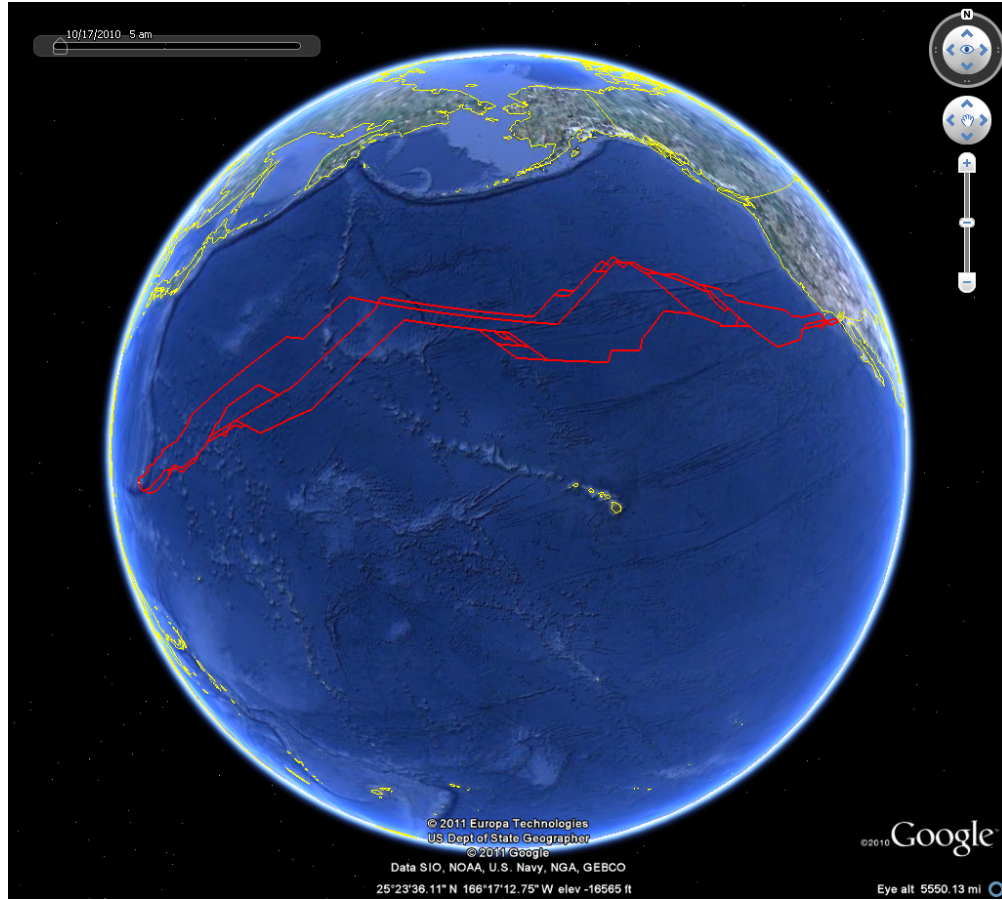 10/17/2010 5 am
N
© 2011 Europa Technologies
US Dept of State Geographer
© 2011 Google
Data SIO, NOAA, U.S. Navy, NGA, GEBCO
©2010 Google™
25°23'36.11" N 166°17'12.75" W elev -16565 ft
Eye alt 5550.13 mi